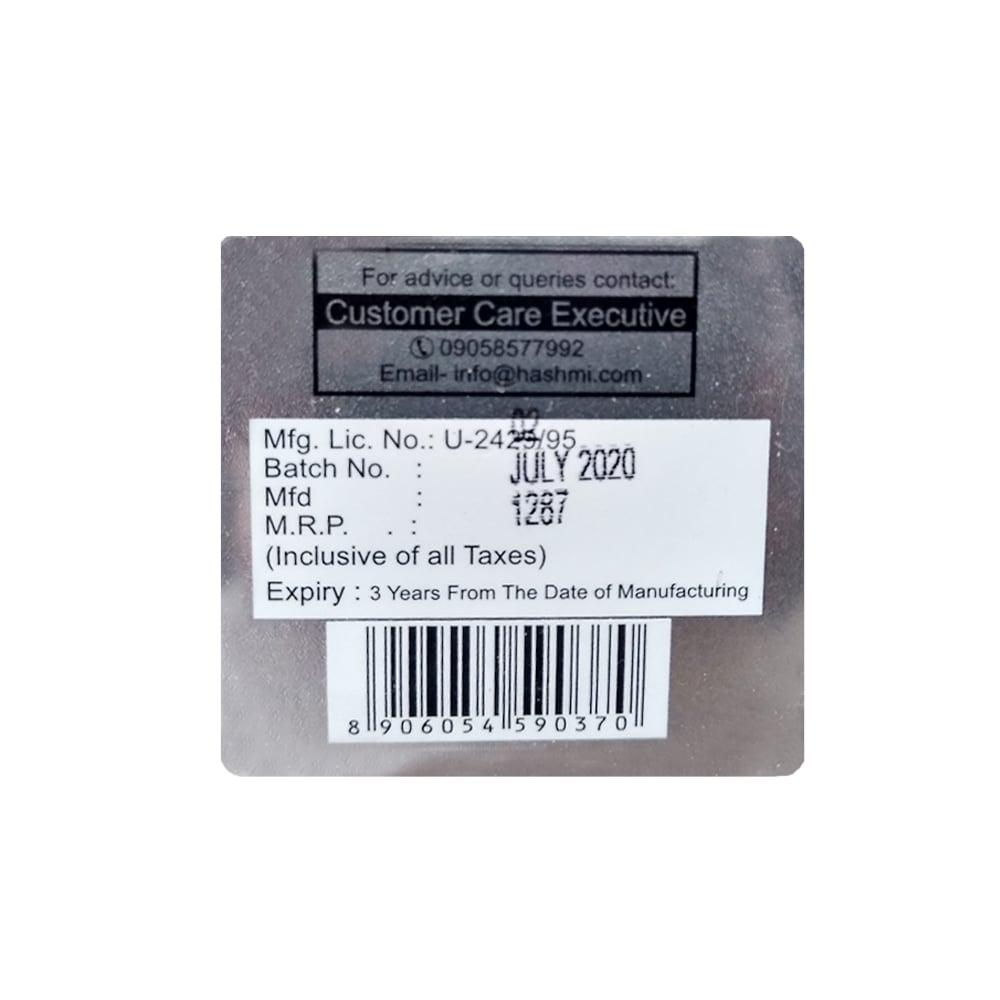 For advice or queries contact:
Customer Care Executive
09058577992
Email- info@hashmi.com
02
Mfg. Lic. No.: U-2429/95
Batch No. : JULY 2020
Mfd : 1287
M.R.P. . :
(Inclusive of all Taxes)
Expiry : 3 Years From The Date of Manufacturing
8 906054 590370